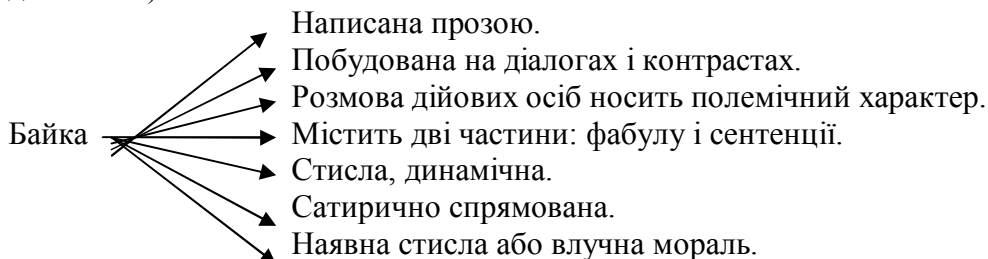 Написана прозою.
Побудована на діалогах і контрастах.
Розмова дійових осіб носить полемічний характер.
Байка Містить дві частини: фабулу і сентенції.
Стисла, динамічна.
Сатирично спрямована.
Наявна стисла або влучна мораль.